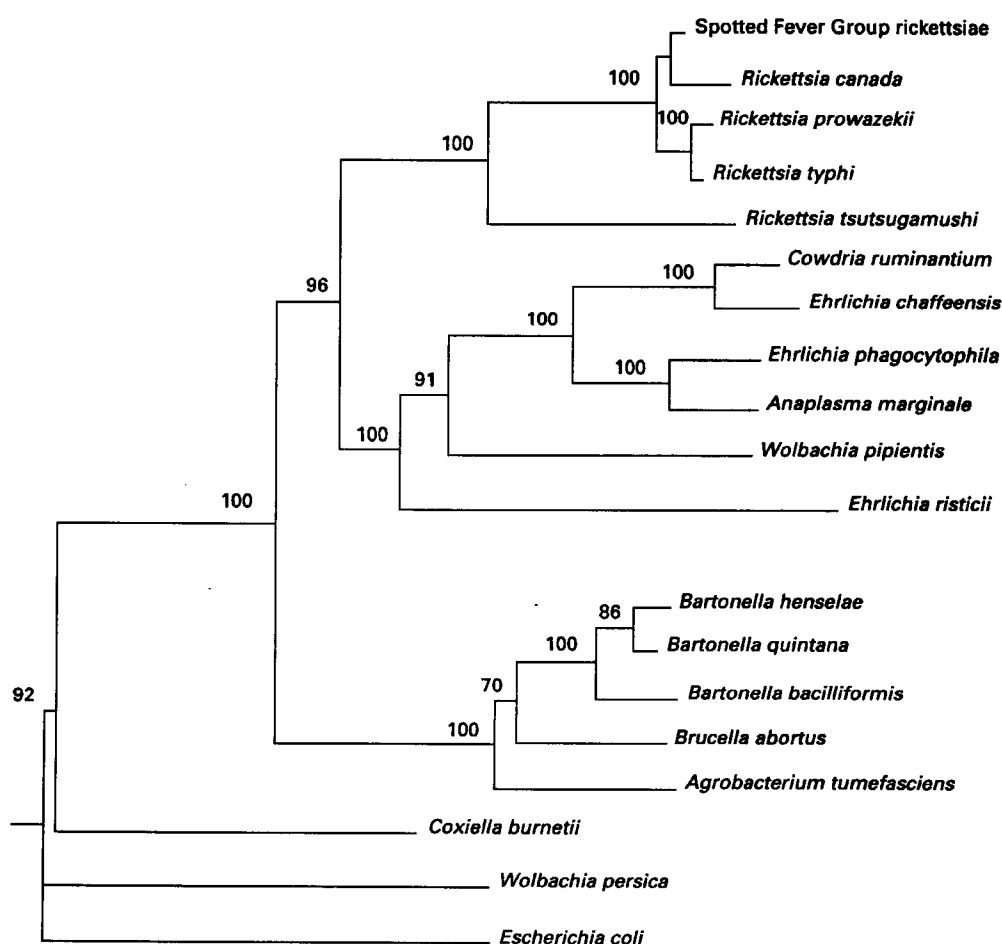 Spotted Fever Group rickettsiae
100
Rickettsia canada
100
Rickettsia prowazekii
100
Rickettsia typhi
Rickettsia tsutsugamushi
Cowdria ruminantium
100
96
Ehrlichia chaffeensis
100
Ehrlichia phagocytophila
100
91
Anaplasma marginale
100
Wolbachia pipientis
100
Ehrlichia risticii
Bartonella henselae
86
Bartonella quintana
100
70
Bartonella bacilliformis
92
100
Brucella abortus
Agrobacterium tumefasciens
Coxiella burnetii
Wolbachia persica
Escherichia coli